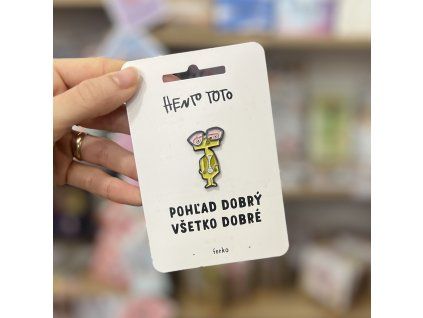 HENTO TOTO
POHĽAD DOBRÝ
VŠETKO DOBRÉ
ferko